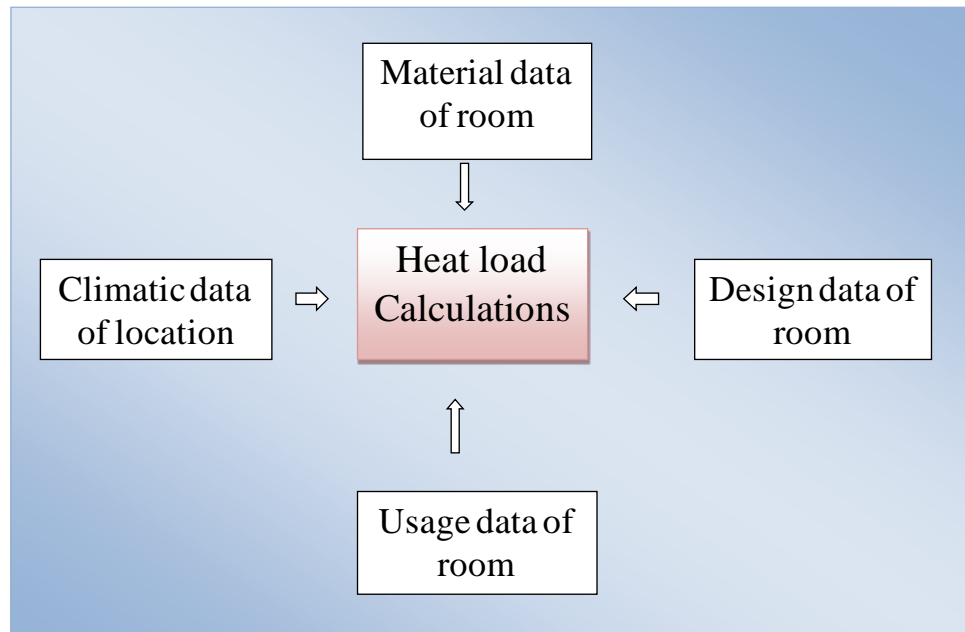 Material data
of room
Climatic data
of location
Heat load
Calculations
Design data of
room
Usage data of
room